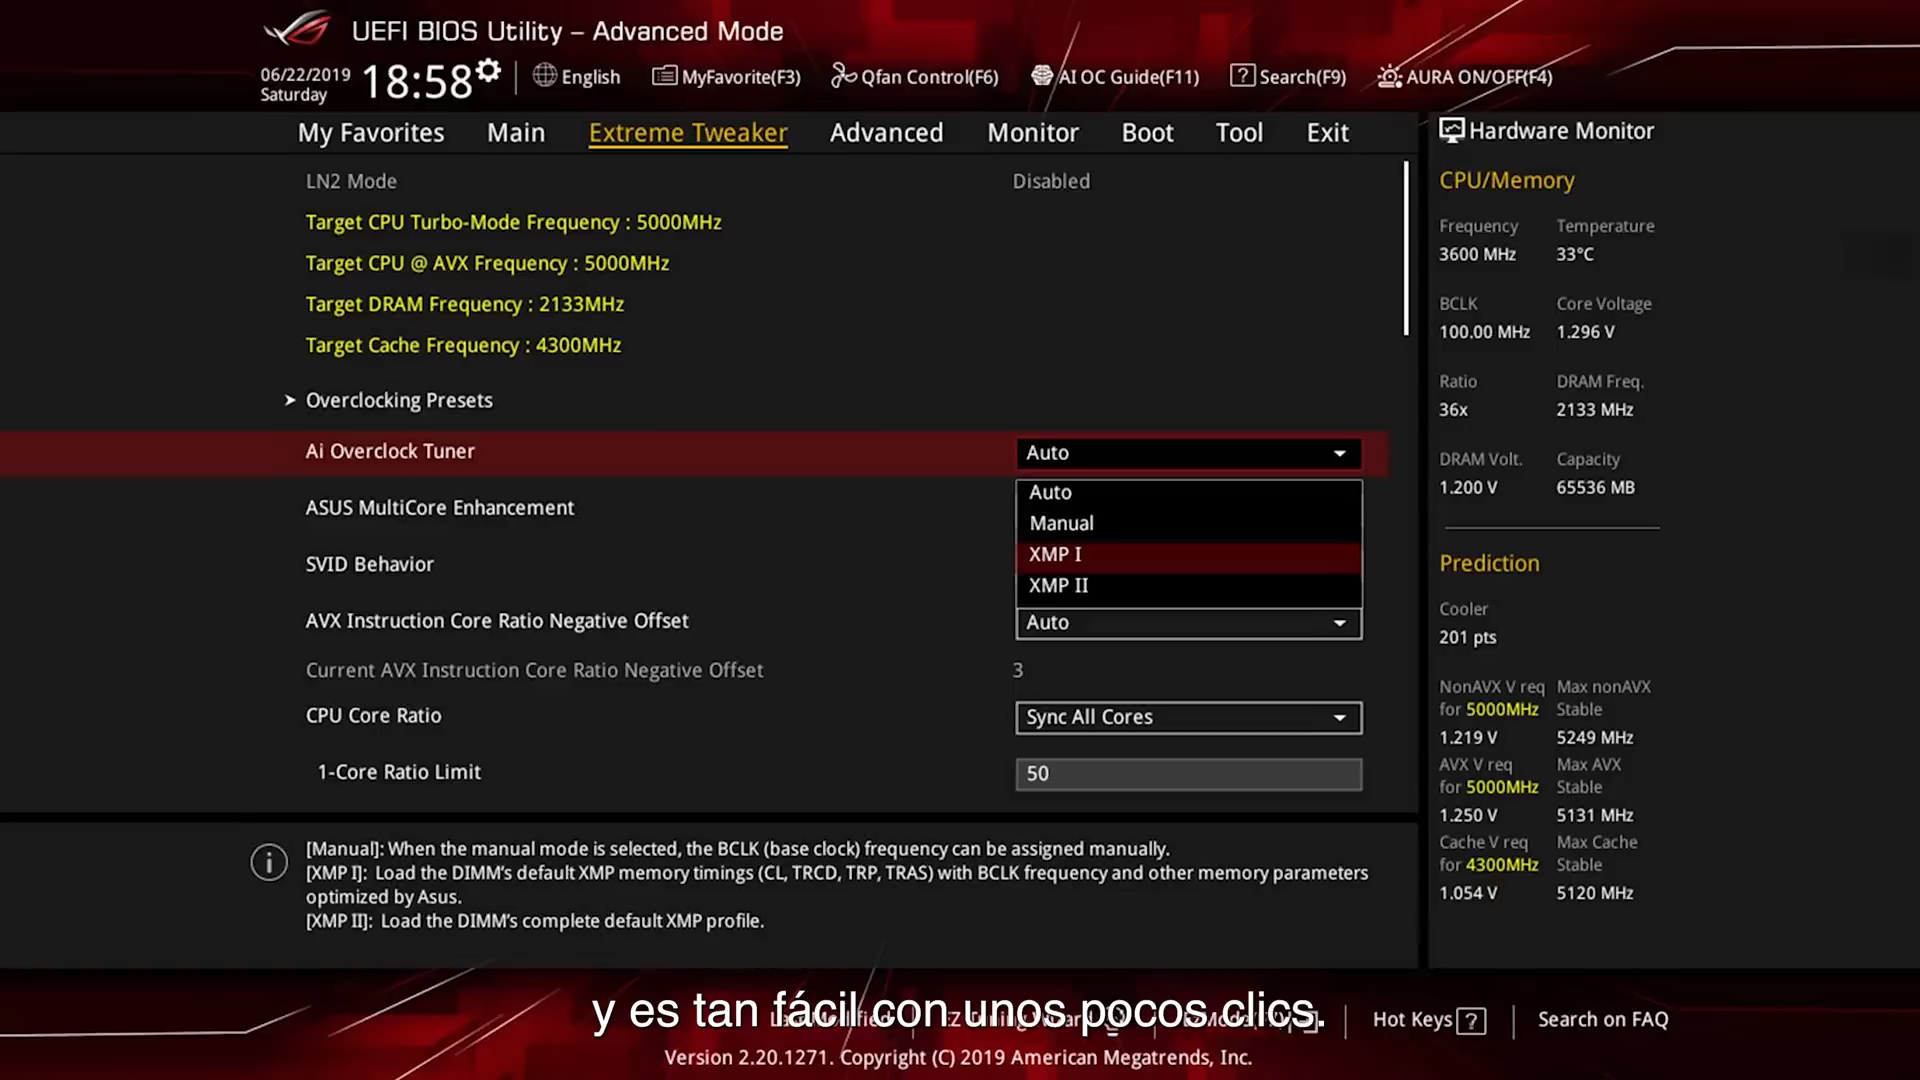 UEFI BIOS Utility – Advanced Mode
06/22/2019
Saturday
18:58
English
MyFavorite(F3)
Qfan Control(F6)
AI OC Guide(F11)
? Search(F9)
AURA ON/OFF(F4)
My Favorites
Main
Extreme Tweaker
Advanced
Monitor
Boot
Tool
Exit
LN2 Mode
Disabled
Target CPU Turbo-Mode Frequency : 5000MHz
Target CPU @ AVX Frequency : 5000MHz
Target DRAM Frequency : 2133MHz
Target Cache Frequency : 4300MHz
Overclocking Presets
Ai Overclock Tuner
Auto
Auto
Manual
XMP I
XMP II
ASUS MultiCore Enhancement
SVID Behavior
AVX Instruction Core Ratio Negative Offset
Auto
Current AVX Instruction Core Ratio Negative Offset
3
CPU Core Ratio
Sync All Cores
1-Core Ratio Limit
50
[Manual]: When the manual mode is selected, the BCLK (base clock) frequency can be assigned manually.
[XMP I]: Load the DIMM's default XMP memory timings (CL, TRCD, TRP, TRAS) with BCLK frequency and other memory parameters
optimized by Asus.
[XMP II]: Load the DIMM's complete default XMP profile.
Hardware Monitor
CPU/Memory
Frequency Temperature
3600 MHz 33°C
BCLK Core Voltage
100.00 MHz 1.296 V
Ratio DRAM Freq.
36x 2133 MHz
DRAM Volt. Capacity
1.200 V 65536 MB
Prediction
Cooler
201 pts
NonAVX V req Max nonAVX
for 5000MHz Stable
1.219 V 5249 MHz
AVX V req Max AVX
for 5000MHz Stable
1.250 V 5131 MHz
Cache V req Max Cache
for 4300MHz Stable
1.054 V 5120 MHz
y es tan fácil con unos pocos clics.
Hot Keys ?
Search on FAQ
Version 2.20.1271. Copyright (C) 2019 American Megatrends, Inc.